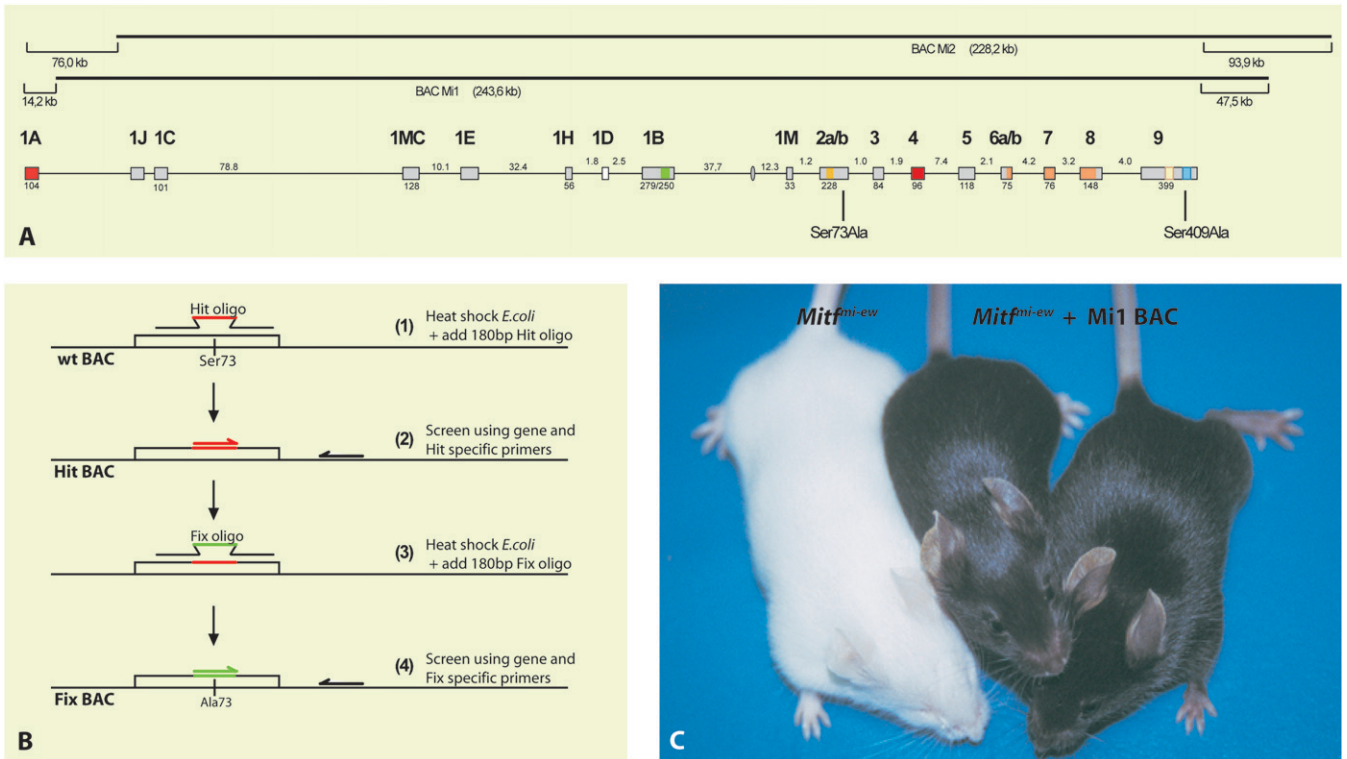 BAC Mi2 (228,2 kb)
76,0 kb
93,9 kb
BAC Mi1 (243,6 kb)
14,2 kb
47,5 kb
1A 1J 1C 1MC 1E 1H 1D 1B 1M 2a/b 3 4 5 6a/b 7 8 9
78.8 10.1 32.4 1.8 2.5 37,7 12.3 1.2 1.0 1.9 7.4 2.1 4.2 3.2 4.0
104 101 128 56 279/250 33 228 84 96 118 75 76 148 399
Ser73Ala
Ser409Ala
A
Hit oligo
wt BAC
Ser73
(1) Heat shock E.coli
+ add 180bp Hit oligo
Hit BAC
(2) Screen using gene and
Hit specific primers
Fix oligo
(3) Heat shock E.coli
+ add 180bp Fix oligo
Fix BAC
Ala73
(4) Screen using gene and
Fix specific primers
B
Mitfmi-ew
Mitfmi-ew + Mi1 BAC
C